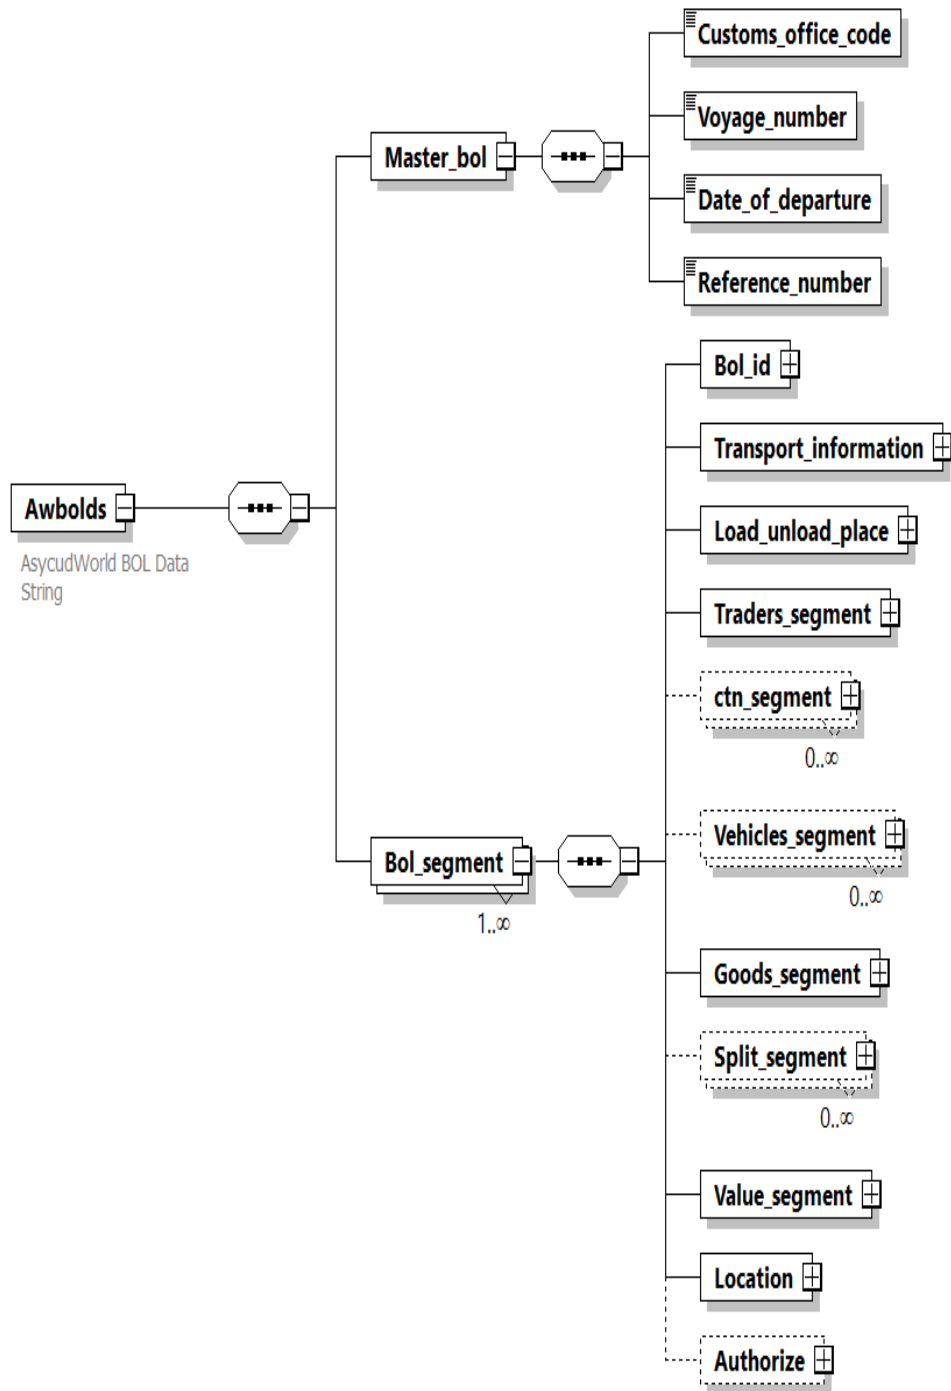 Customs_office_code
Voyage_number
Master_bol
Date_of_departure
Reference_number
Bol_id
Transport_information
Awbolds
AsycudWorld BOL Data
String
Load_unload_place
Traders_segment
ctn_segment
0..∞
Vehicles_segment
0..∞
Bol_segment
1..∞
Goods_segment
Split_segment
0..∞
Value_segment
Location
Authorize